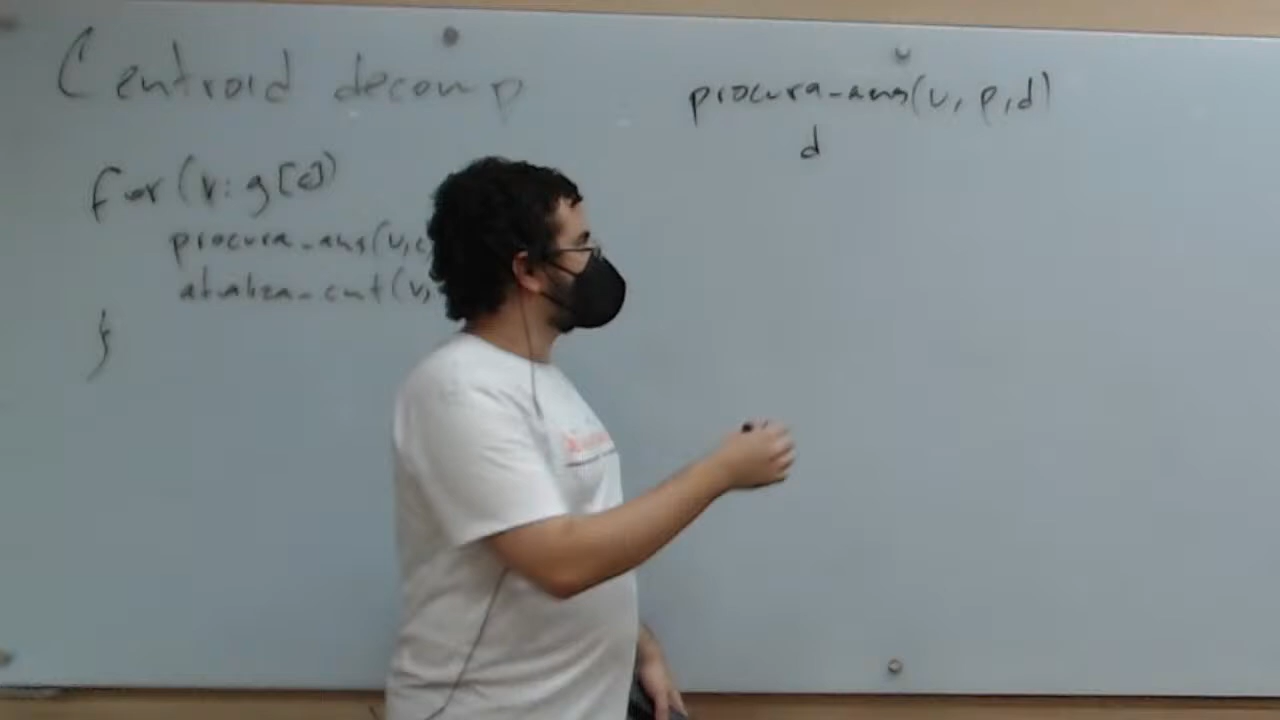 Centroid decomp
for (v: g[c])
procura_ans(v,c
atualiza_cnt(v,
}
procura_ans(v, p, d)
d